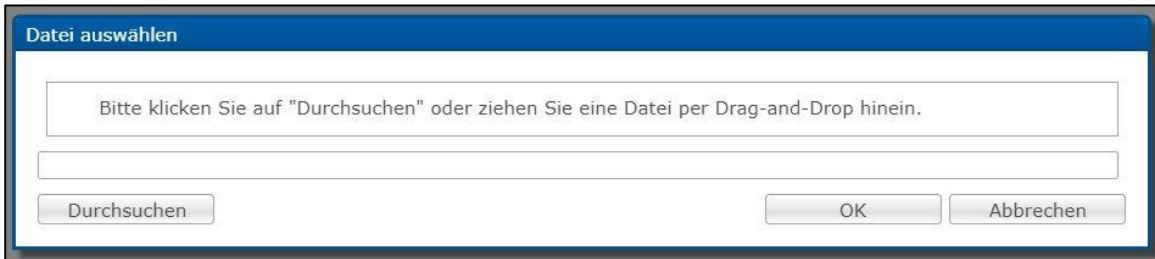 Datei auswählen
Bitte klicken Sie auf "Durchsuchen" oder ziehen Sie eine Datei per Drag-and-Drop hinein.
Durchsuchen OK Abbrechen